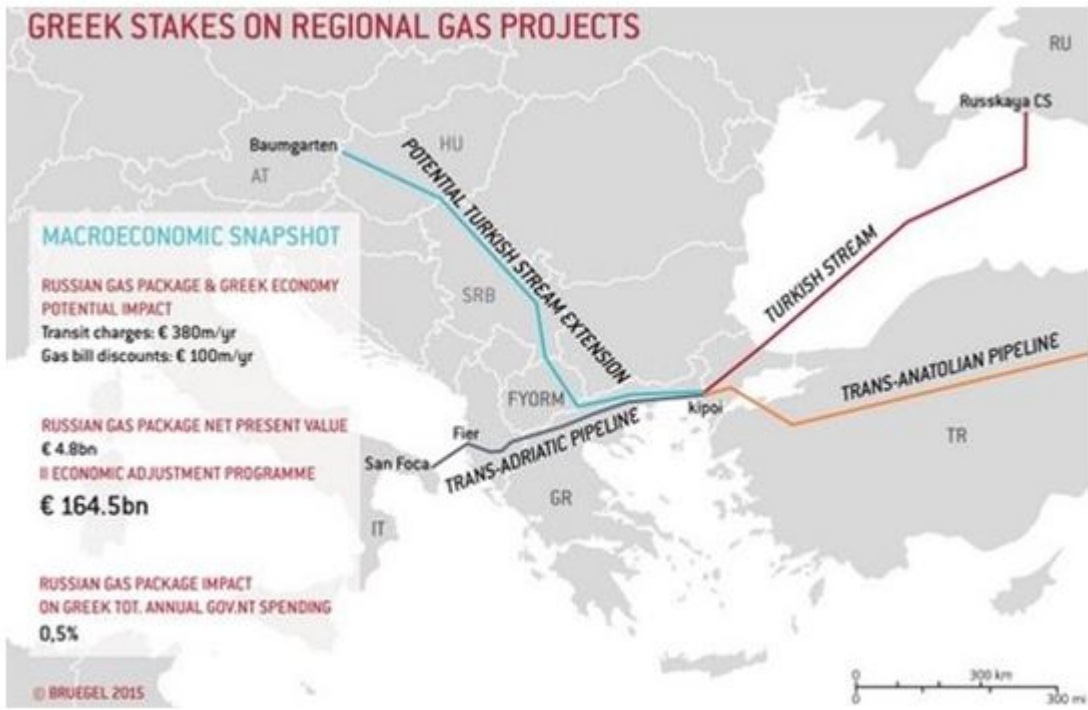 GREEK STAKES ON REGIONAL GAS PROJECTS
RU
Russkaya CS
Baumgarten
HU
AT
POTENTIAL TURKISH STREAM EXTENSION
TURKISH STREAM
MACROECONOMIC SNAPSHOT
RUSSIAN GAS PACKAGE & GREEK ECONOMY
POTENTIAL IMPACT
Transit charges: € 380m/yr
Gas bill discounts: € 100m/yr
SRB
TRANS-ANATOLIAN PIPELINE
FYORM
kipoi
TR
RUSSIAN GAS PACKAGE NET PRESENT VALUE
€ 4.8bn
II ECONOMIC ADJUSTMENT PROGRAMME
€ 164.5bn
Fier
San Foca
TRANS-ADRIATIC PIPELINE
GR
IT
RUSSIAN GAS PACKAGE IMPACT
ON GREEK TOT. ANNUAL GOV.NT SPENDING
0,5%
© BRUEGEL 2015
0 300 km
0 300 mi